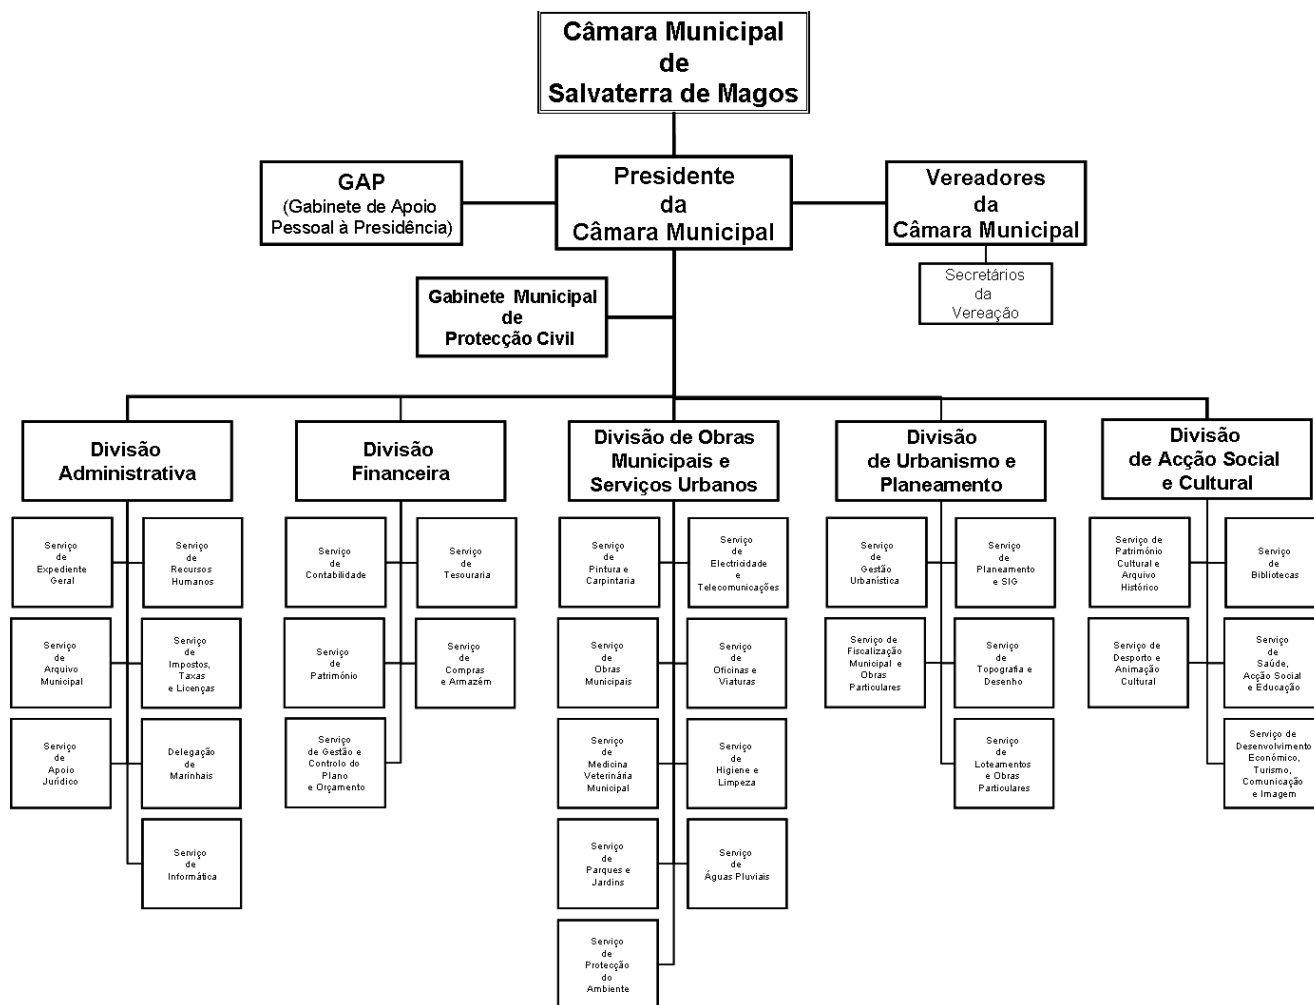 Câmara Municipal
de
Salvaterra de Magos
GAP
(Gabinete de Apoio
Pessoal à Presidência)
Presidente
da
Câmara Municipal
Vereadores
da
Câmara Municipal
Secretários
da
Vereação
Gabinete Municipal
de
Protecção Civil
Divisão
Administrativa
Divisão
Financeira
Divisão de Obras
Municipais e
Serviços Urbanos
Divisão
de Urbanismo e
Planeamento
Divisão
de Acção Social
e Cultural
Serviço
de
Expediente
Geral
Serviço
de
Recursos
Humanos
Serviço
de
Arquivo
Municipal
Serviço
de
Impostos,
Taxas
e Licenças
Serviço
de
Apoio
Jurídico
Delegação
de
Marinhais
Serviço
de
Informática
Serviço
de
Contabilidade
Serviço
de
Tesouraria
Serviço
de
Património
Serviço
de
Compras
e Armazém
Serviço
de Gestão e
Controlo do
Plano
e Orçamento
Serviço
de
Pintura e
Carpintaria
Serviço
de
Electricidade
e
Telecomunicações
Serviço
de
Obras
Municipais
Serviço
de
Oficinas e
Viaturas
Serviço
de
Medicina
Veterinária
Municipal
Serviço
de
Higiene e
Limpeza
Serviço
de
Parques e
Jardins
Serviço
de
Águas Pluviais
Serviço
de
Protecção
do
Ambiente
Serviço
de
Gestão
Urbanística
Serviço
de
Planeamento
e SIG
Serviço de
Fiscalização
Municipal e
Obras
Particulares
Serviço
de
Topografia e
Desenho
Serviço
de
Loteamentos
e Obras
Particulares
Serviço de
Património
Cultural e
Arquivo
Histórico
Serviço
de
Bibliotecas
Serviço de
Desporto e
Animação
Cultural
Serviço
de
Saúde,
Acção Social
e Educação
Serviço de
Desenvolvimento
Económico,
Turismo,
Comunicação
e Imagem